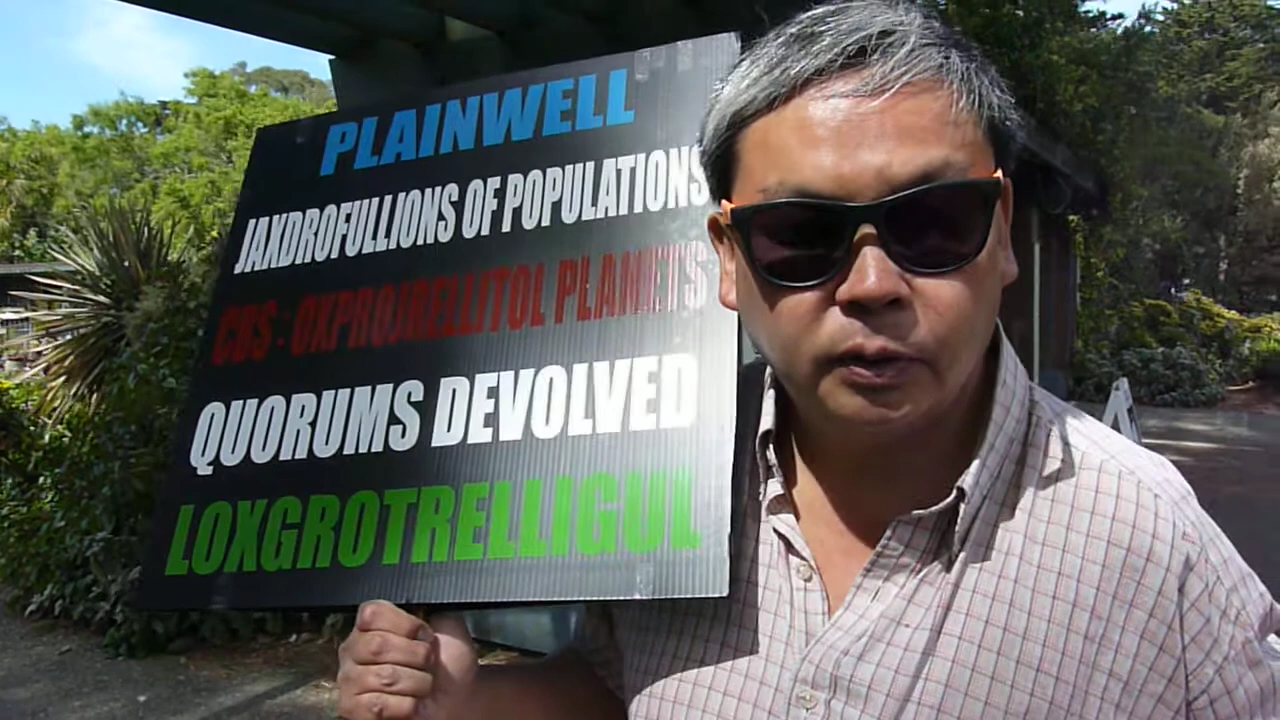 PLAINWELL
JAXDROFULLIONS OF POPULATIONS
CBS : OXPROJRELLITOL PLANETS
QUORUMS DEVOLVED
LOXGROTRELLIGUL